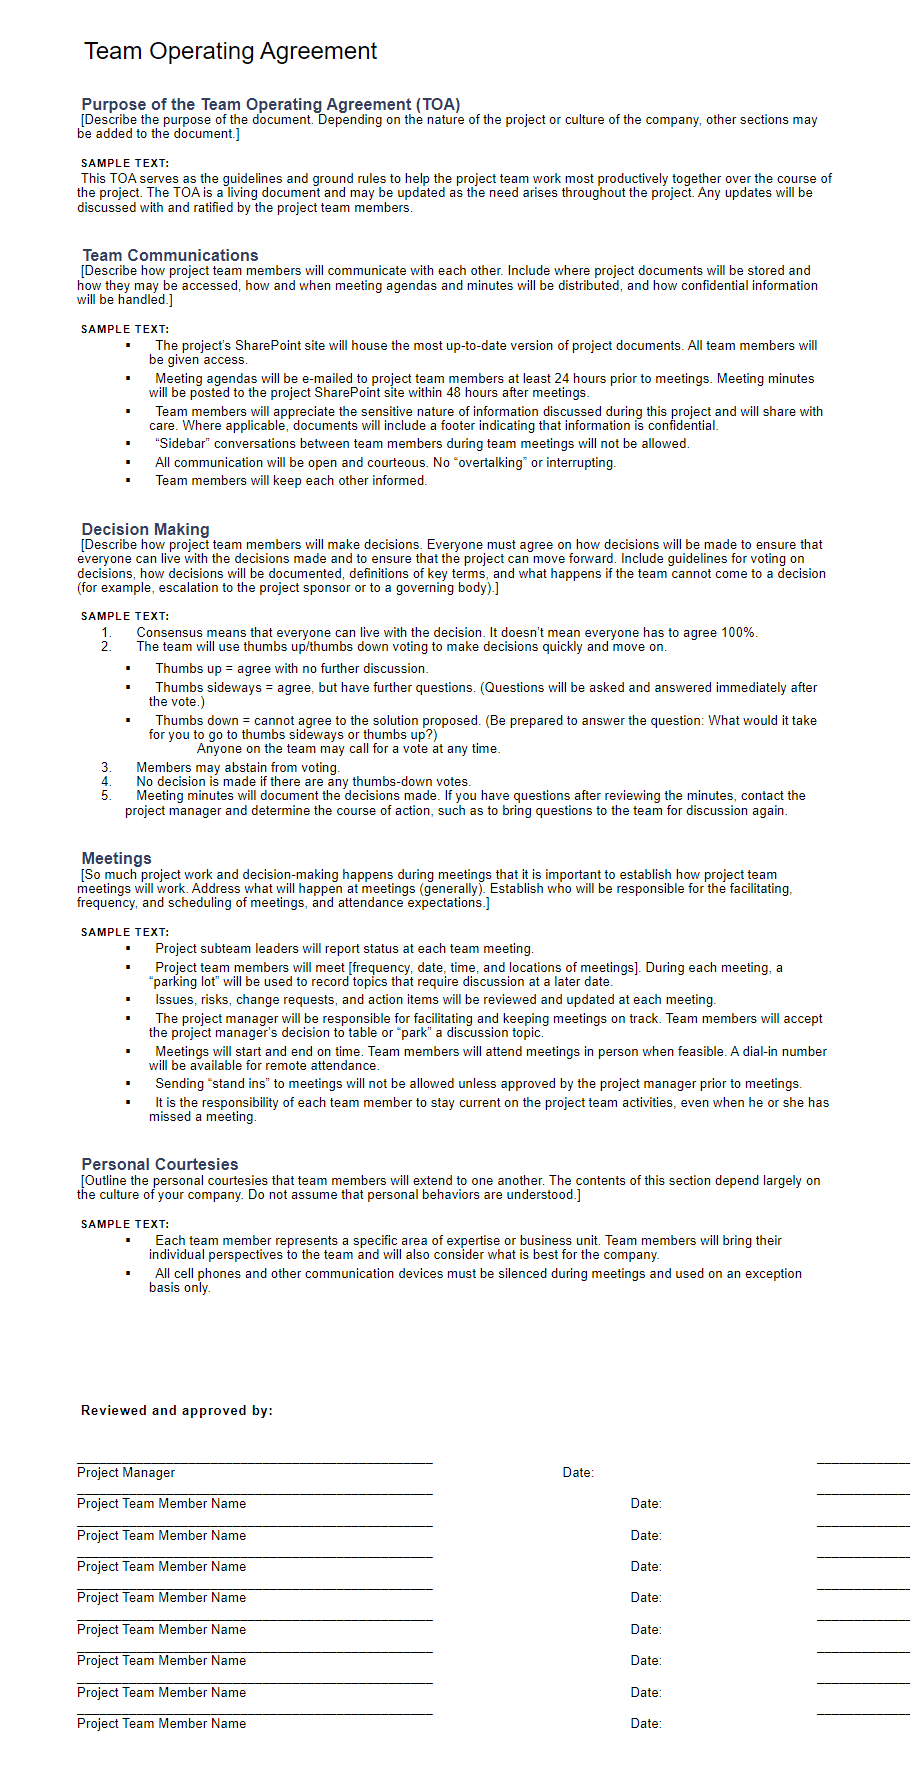 Team Operating Agreement
Purpose of the Team Operating Agreement (TOA)
[Describe the purpose of the document. Depending on the nature of the project or culture of the company, other sections may
be added to the document.]
SAMPLE TEXT:
This TOA serves as the guidelines and ground rules to help the project team work most productively together over the course of
the project. The TOA is a living document and may be updated as the need arises throughout the project. Any updates will be
discussed with and ratified by the project team members.
Team Communications
[Describe how project team members will communicate with each other. Include where project documents will be stored and
how they may be accessed, how and when meeting agendas and minutes will be distributed, and how confidential information
will be handled.]
SAMPLE TEXT:
▪ The project's SharePoint site will house the most up-to-date version of project documents. All team members will
be given access.
▪ Meeting agendas will be e-mailed to project team members at least 24 hours prior to meetings. Meeting minutes
will be posted to the project SharePoint site within 48 hours after meetings.
▪ Team members will appreciate the sensitive nature of information discussed during this project and will share with
care. Where applicable, documents will include a footer indicating that information is confidential.
▪ “Sidebar” conversations between team members during team meetings will not be allowed.
▪ All communication will be open and courteous. No “overtalking” or interrupting.
▪ Team members will keep each other informed.
Decision Making
[Describe how project team members will make decisions. Everyone must agree on how decisions will be made to ensure that
everyone can live with the decisions made and to ensure that the project can move forward. Include guidelines for voting on
decisions, how decisions will be documented, definitions of key terms, and what happens if the team cannot come to a decision
(for example, escalation to the project sponsor or to a governing body).]
SAMPLE TEXT:
1. Consensus means that everyone can live with the decision. It doesn't mean everyone has to agree 100%.
2. The team will use thumbs up/thumbs down voting to make decisions quickly and move on.
▪ Thumbs up = agree with no further discussion.
▪ Thumbs sideways = agree, but have further questions. (Questions will be asked and answered immediately after
the vote.)
▪ Thumbs down = cannot agree to the solution proposed. (Be prepared to answer the question: What would it take
for you to go to thumbs sideways or thumbs up?)
Anyone on the team may call for a vote at any time.
3. Members may abstain from voting.
4. No decision is made if there are any thumbs-down votes.
5. Meeting minutes will document the decisions made. If you have questions after reviewing the minutes, contact the
project manager and determine the course of action, such as to bring questions to the team for discussion again.
Meetings
[So much project work and decision-making happens during meetings that it is important to establish how project team
meetings will work. Address what will happen at meetings (generally). Establish who will be responsible for the facilitating,
frequency, and scheduling of meetings, and attendance expectations.]
SAMPLE TEXT:
▪ Project subteam leaders will report status at each team meeting.
▪ Project team members will meet [frequency, date, time, and locations of meetings]. During each meeting, a
“parking lot” will be used to record topics that require discussion at a later date.
▪ Issues, risks, change requests, and action items will be reviewed and updated at each meeting.
▪ The project manager will be responsible for facilitating and keeping meetings on track. Team members will accept
the project manager's decision to table or “park” a discussion topic.
▪ Meetings will start and end on time. Team members will attend meetings in person when feasible. A dial-in number
will be available for remote attendance.
▪ Sending “stand ins” to meetings will not be allowed unless approved by the project manager prior to meetings.
▪ It is the responsibility of each team member to stay current on the project team activities, even when he or she has
missed a meeting.
Personal Courtesies
[Outline the personal courtesies that team members will extend to one another. The contents of this section depend largely on
the culture of your company. Do not assume that personal behaviors are understood.]
SAMPLE TEXT:
▪ Each team member represents a specific area of expertise or business unit. Team members will bring their
individual perspectives to the team and will also consider what is best for the company.
▪ All cell phones and other communication devices must be silenced during meetings and used on an exception
basis only.
Reviewed and approved by:
Project Manager Date:
Project Team Member Name Date:
Project Team Member Name Date:
Project Team Member Name Date:
Project Team Member Name Date:
Project Team Member Name Date:
Project Team Member Name Date:
Project Team Member Name Date:
Project Team Member Name Date: